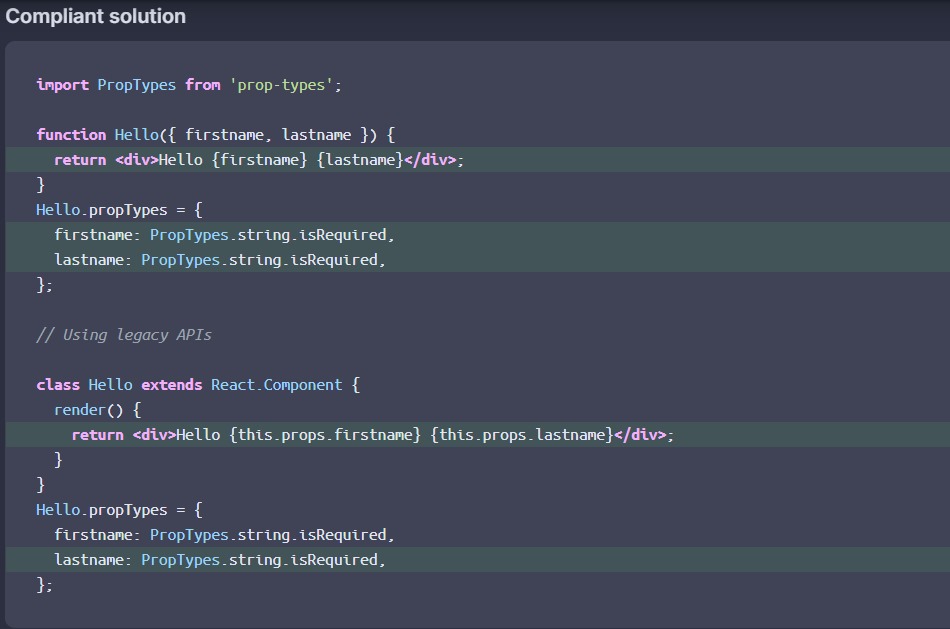 Compliant solution
import PropTypes from 'prop-types';
function Hello({ firstname, lastname }) {
return <div>Hello {firstname} {lastname}</div>;
}
Hello.propTypes = {
firstname: PropTypes.string.isRequired,
lastname: PropTypes.string.isRequired,
};
// Using legacy APIs
class Hello extends React.Component {
render() {
return <div>Hello {this.props.firstname} {this.props.lastname}</div>;
}
}
Hello.propTypes = {
firstname: PropTypes.string.isRequired,
lastname: PropTypes.string.isRequired,
};